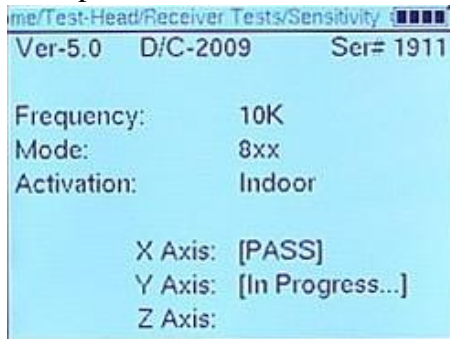 ome/Test-Head/Receiver Tests/Sensitivity
Ver-5.0 D/C-2009 Ser# 1911
Frequency: 10K
Mode: 8xx
Activation: Indoor
X Axis: [PASS]
Y Axis: [In Progress...]
Z Axis: